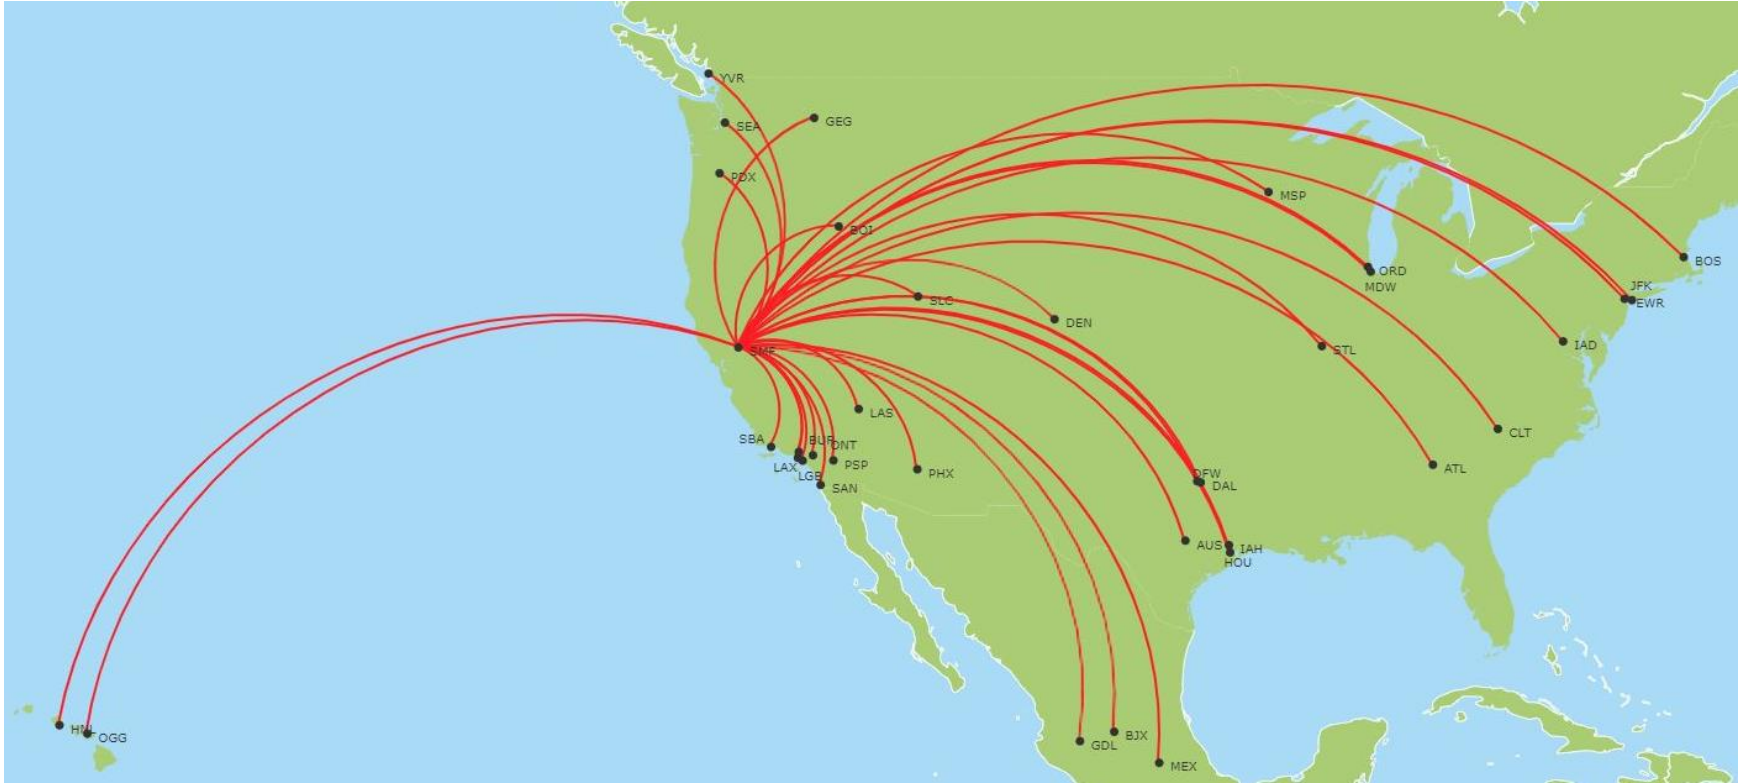 YVR
GEG
SEA
PDX
MSP
BOI
BOS
ORD
MDW
JFK
EWR
SLC
DEN
IAD
STL
SMF
LAS
CLT
SBA
BUR
ONT
LAX
PSP
ATL
PHX
LGB
DFW
DAL
SAN
AUS
IAH
HOU
HNL
OGG
BJX
GDL
MEX